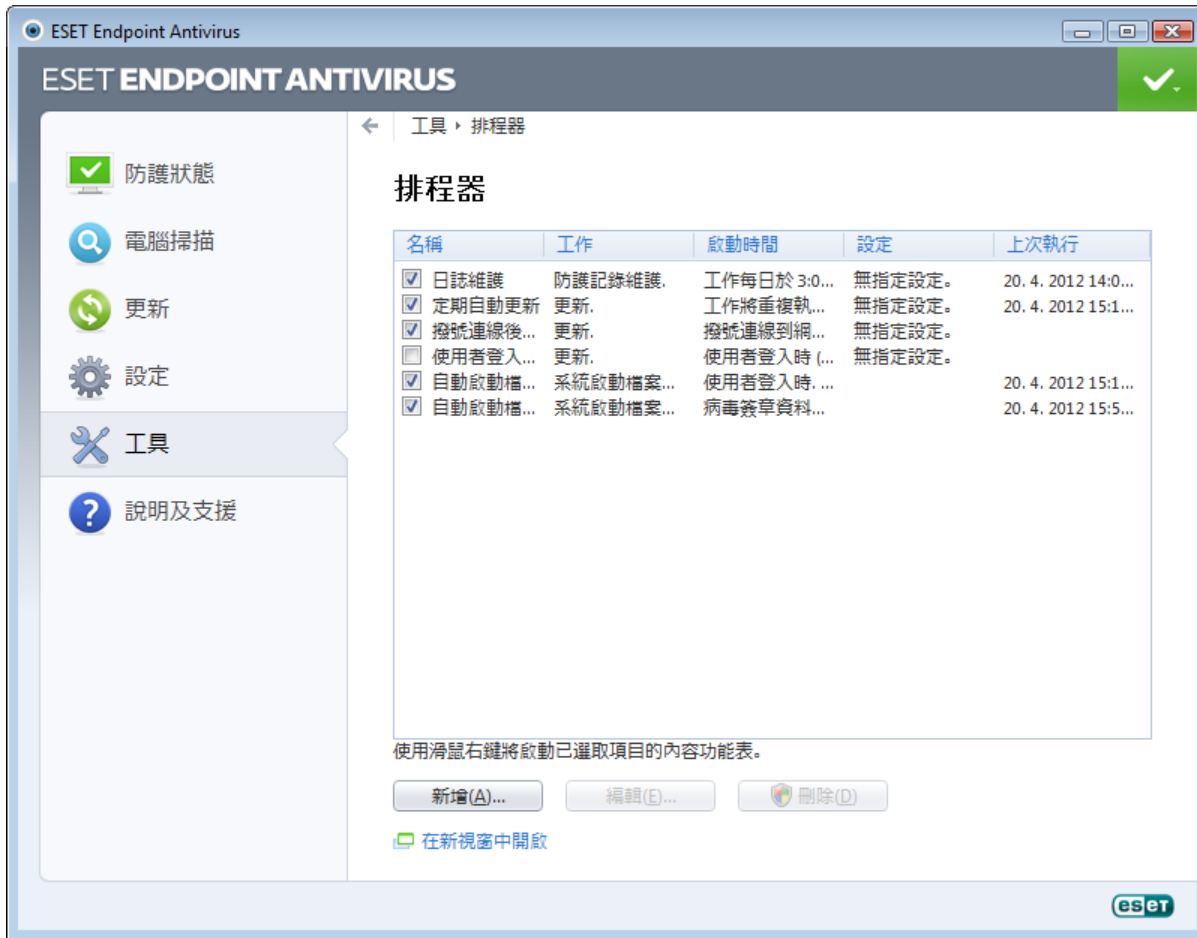 ESET Endpoint Antivirus
ESET ENDPOINT ANTIVIRUS
工具 ‣ 排程器
防護狀態
電腦掃描
更新
設定
工具
說明及支援
排程器
名稱 工作 啟動時間 設定 上次執行
日誌維護 防護記錄維護. 工作每日於 3:0... 無指定設定。 20. 4. 2012 14:0...
定期自動更新 更新. 工作將重複執... 無指定設定。 20. 4. 2012 15:1...
撥號連線後... 更新. 撥號連線到網... 無指定設定。
使用者登入... 更新. 使用者登入時 (... 無指定設定。
自動啟動檔... 系統啟動檔案... 使用者登入時. ... 20. 4. 2012 15:1...
自動啟動檔... 系統啟動檔案... 病毒簽章資料... 20. 4. 2012 15:5...
使用滑鼠右鍵將啟動已選取項目的內容功能表。
新增(A)... 編輯(E)... 刪除(D)
在新視窗中開啟
eset